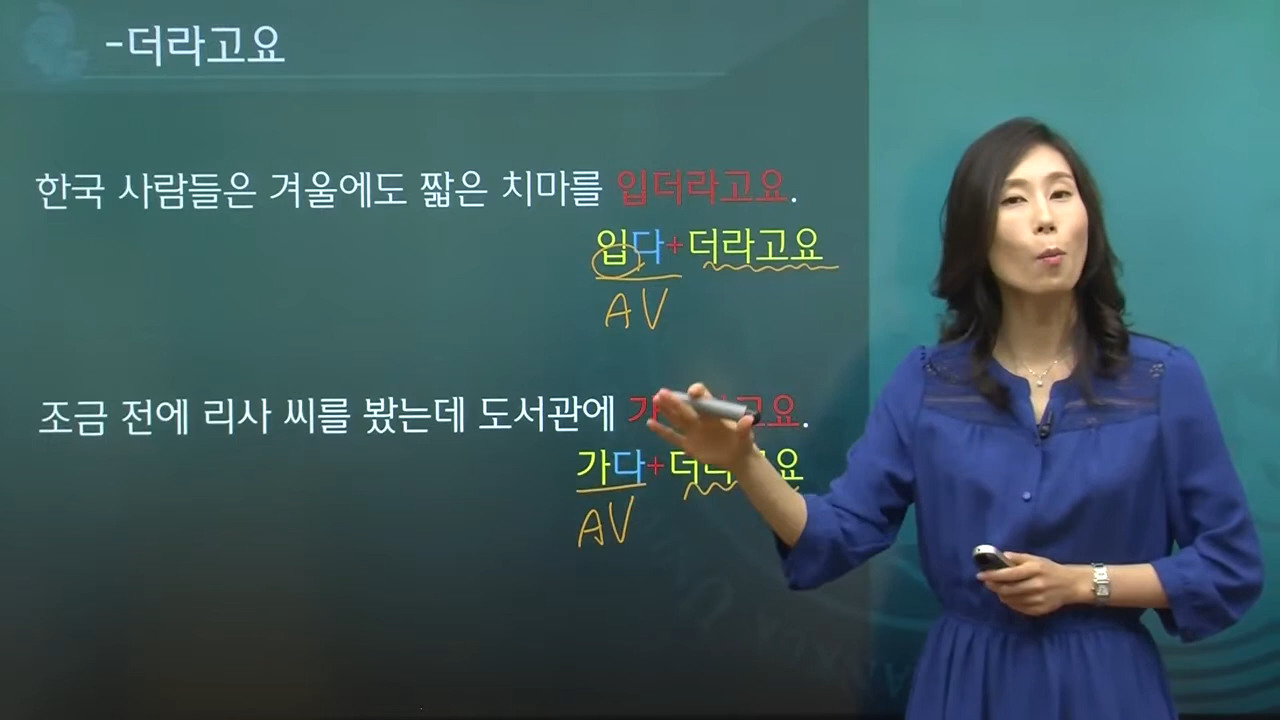 -더라고요
한국 사람들은 겨울에도 짧은 치마를 입더라고요.
입다+더라고요
AV
조금 전에 리사 씨를 봤는데 도서관에
가다+
AV